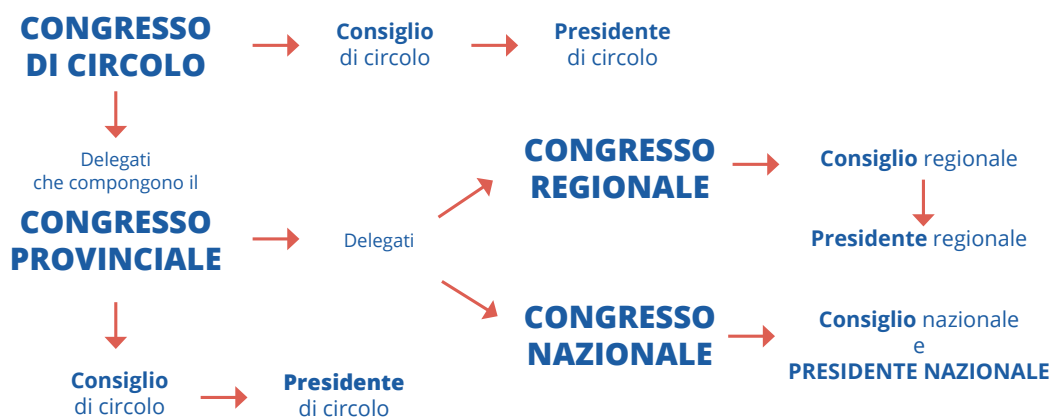 CONGRESSO
DI CIRCOLO
Consiglio
di circolo
Presidente
di circolo
Delegati
che compongono il
CONGRESSO
PROVINCIALE
Delegati
CONGRESSO
REGIONALE
Consiglio regionale
Presidente regionale
CONGRESSO
NAZIONALE
Consiglio nazionale
e
PRESIDENTE NAZIONALE
Consiglio
di circolo
Presidente
di circolo